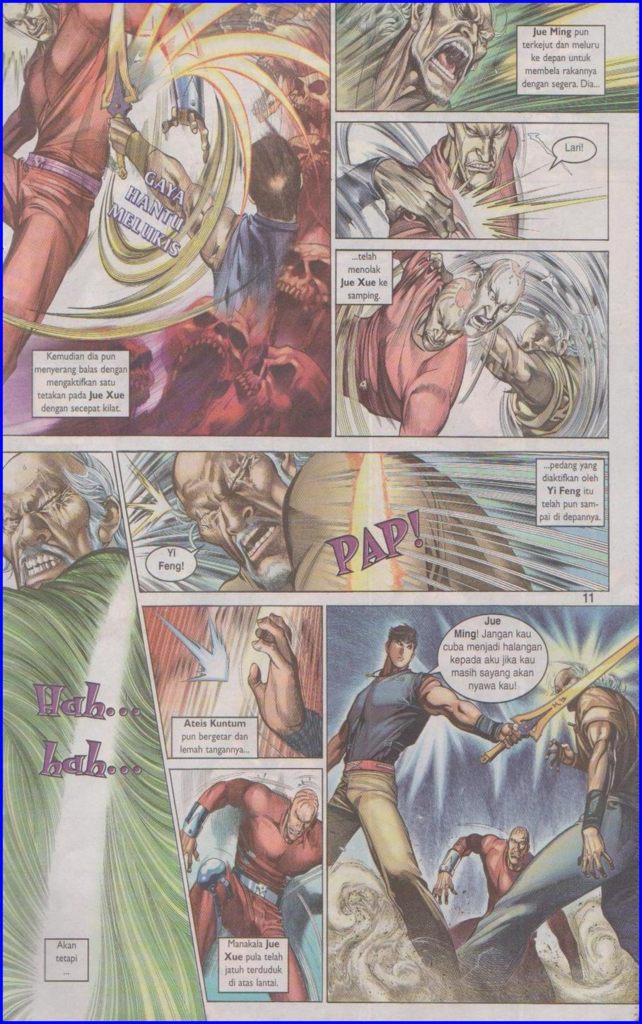 GAYA
HANTU
MELUKIS
Kemudian dia pun
menyerang balas dengan
mengaktifkan satu
tetakan pada Jue Xue
dengan secepat kilat.
Jue Ming pun
terkejut dan meluru
ke depan untuk
membela rakannya
dengan segera. Dia...
Lari!
...telah
menolak
Jue Xue ke
samping.
Yi
Feng!
PAP!
...pedang yang
diaktifkan oleh
Yi Feng itu
telah pun sam-
pai di depannya.
11
Hah...
hah...
Akan
tetapi
...
Ateis Kuntum
pun bergetar dan
lemah tangannya...
Manakala Jue
Xue pula telah
jatuh terduduk
di atas lantai.
Jue
Ming! Jangan kau
cuba menjadi halangan
kepada aku jika kau
masih sayang akan
nyawa kau!